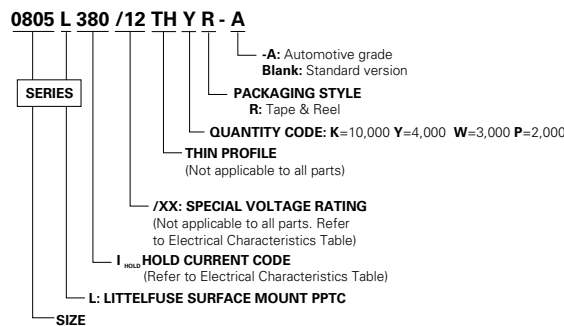 0805 L 380 /12 TH Y R - A
-A: Automotive grade
Blank: Standard version
SERIES
PACKAGING STYLE
R: Tape & Reel
QUANTITY CODE: K=10,000 Y=4,000 W=3,000 P=2,000
THIN PROFILE
(Not applicable to all parts)
/XX: SPECIAL VOLTAGE RATING
(Not applicable to all parts. Refer
to Electrical Characteristics Table)
I HOLD HOLD CURRENT CODE
(Refer to Electrical Characteristics Table)
L: LITTELFUSE SURFACE MOUNT PPTC
SIZE